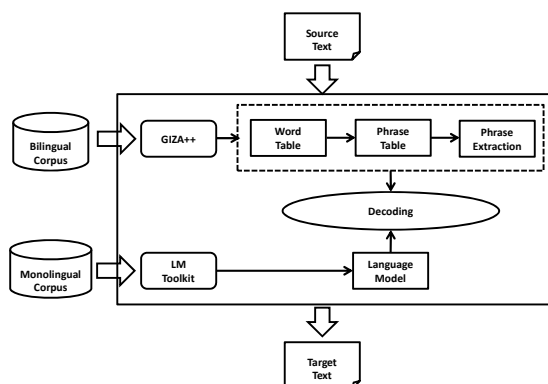 Source
Text
Bilingual
Corpus
GIZA++
Word
Table
Phrase
Table
Phrase
Extraction
Decoding
Monolingual
Corpus
LM
Toolkit
Language
Model
Target
Text